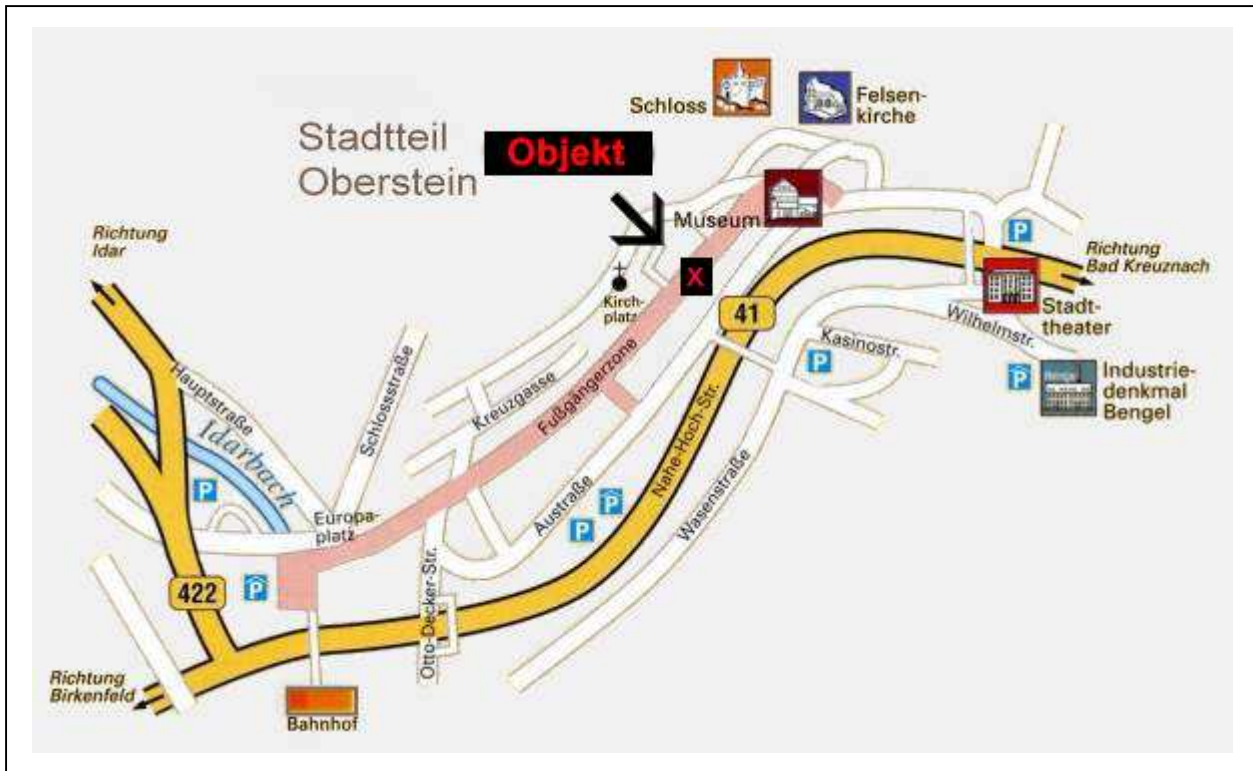 Schloss
Felsen-
kirche
Stadtteil
Oberstein
Objekt
Museum
X
Kirch-
platz
Richtung
Idar
P
Richtung
Bad Kreuznach
41
Stadt-
theater
Wilhelmstr.
Kasinostr.
P
P
Industrie-
denkmal
Bengel
Hauptstraße
Idarbach
Schlossstraße
Kreuzgasse
Fußgängerzone
Nahe-Hoch-Str.
Austraße
Wasenstraße
P
P
P
Europa-
platz
Otto-Decker-Str.
422
P
Richtung
Birkenfeld
Bahnhof